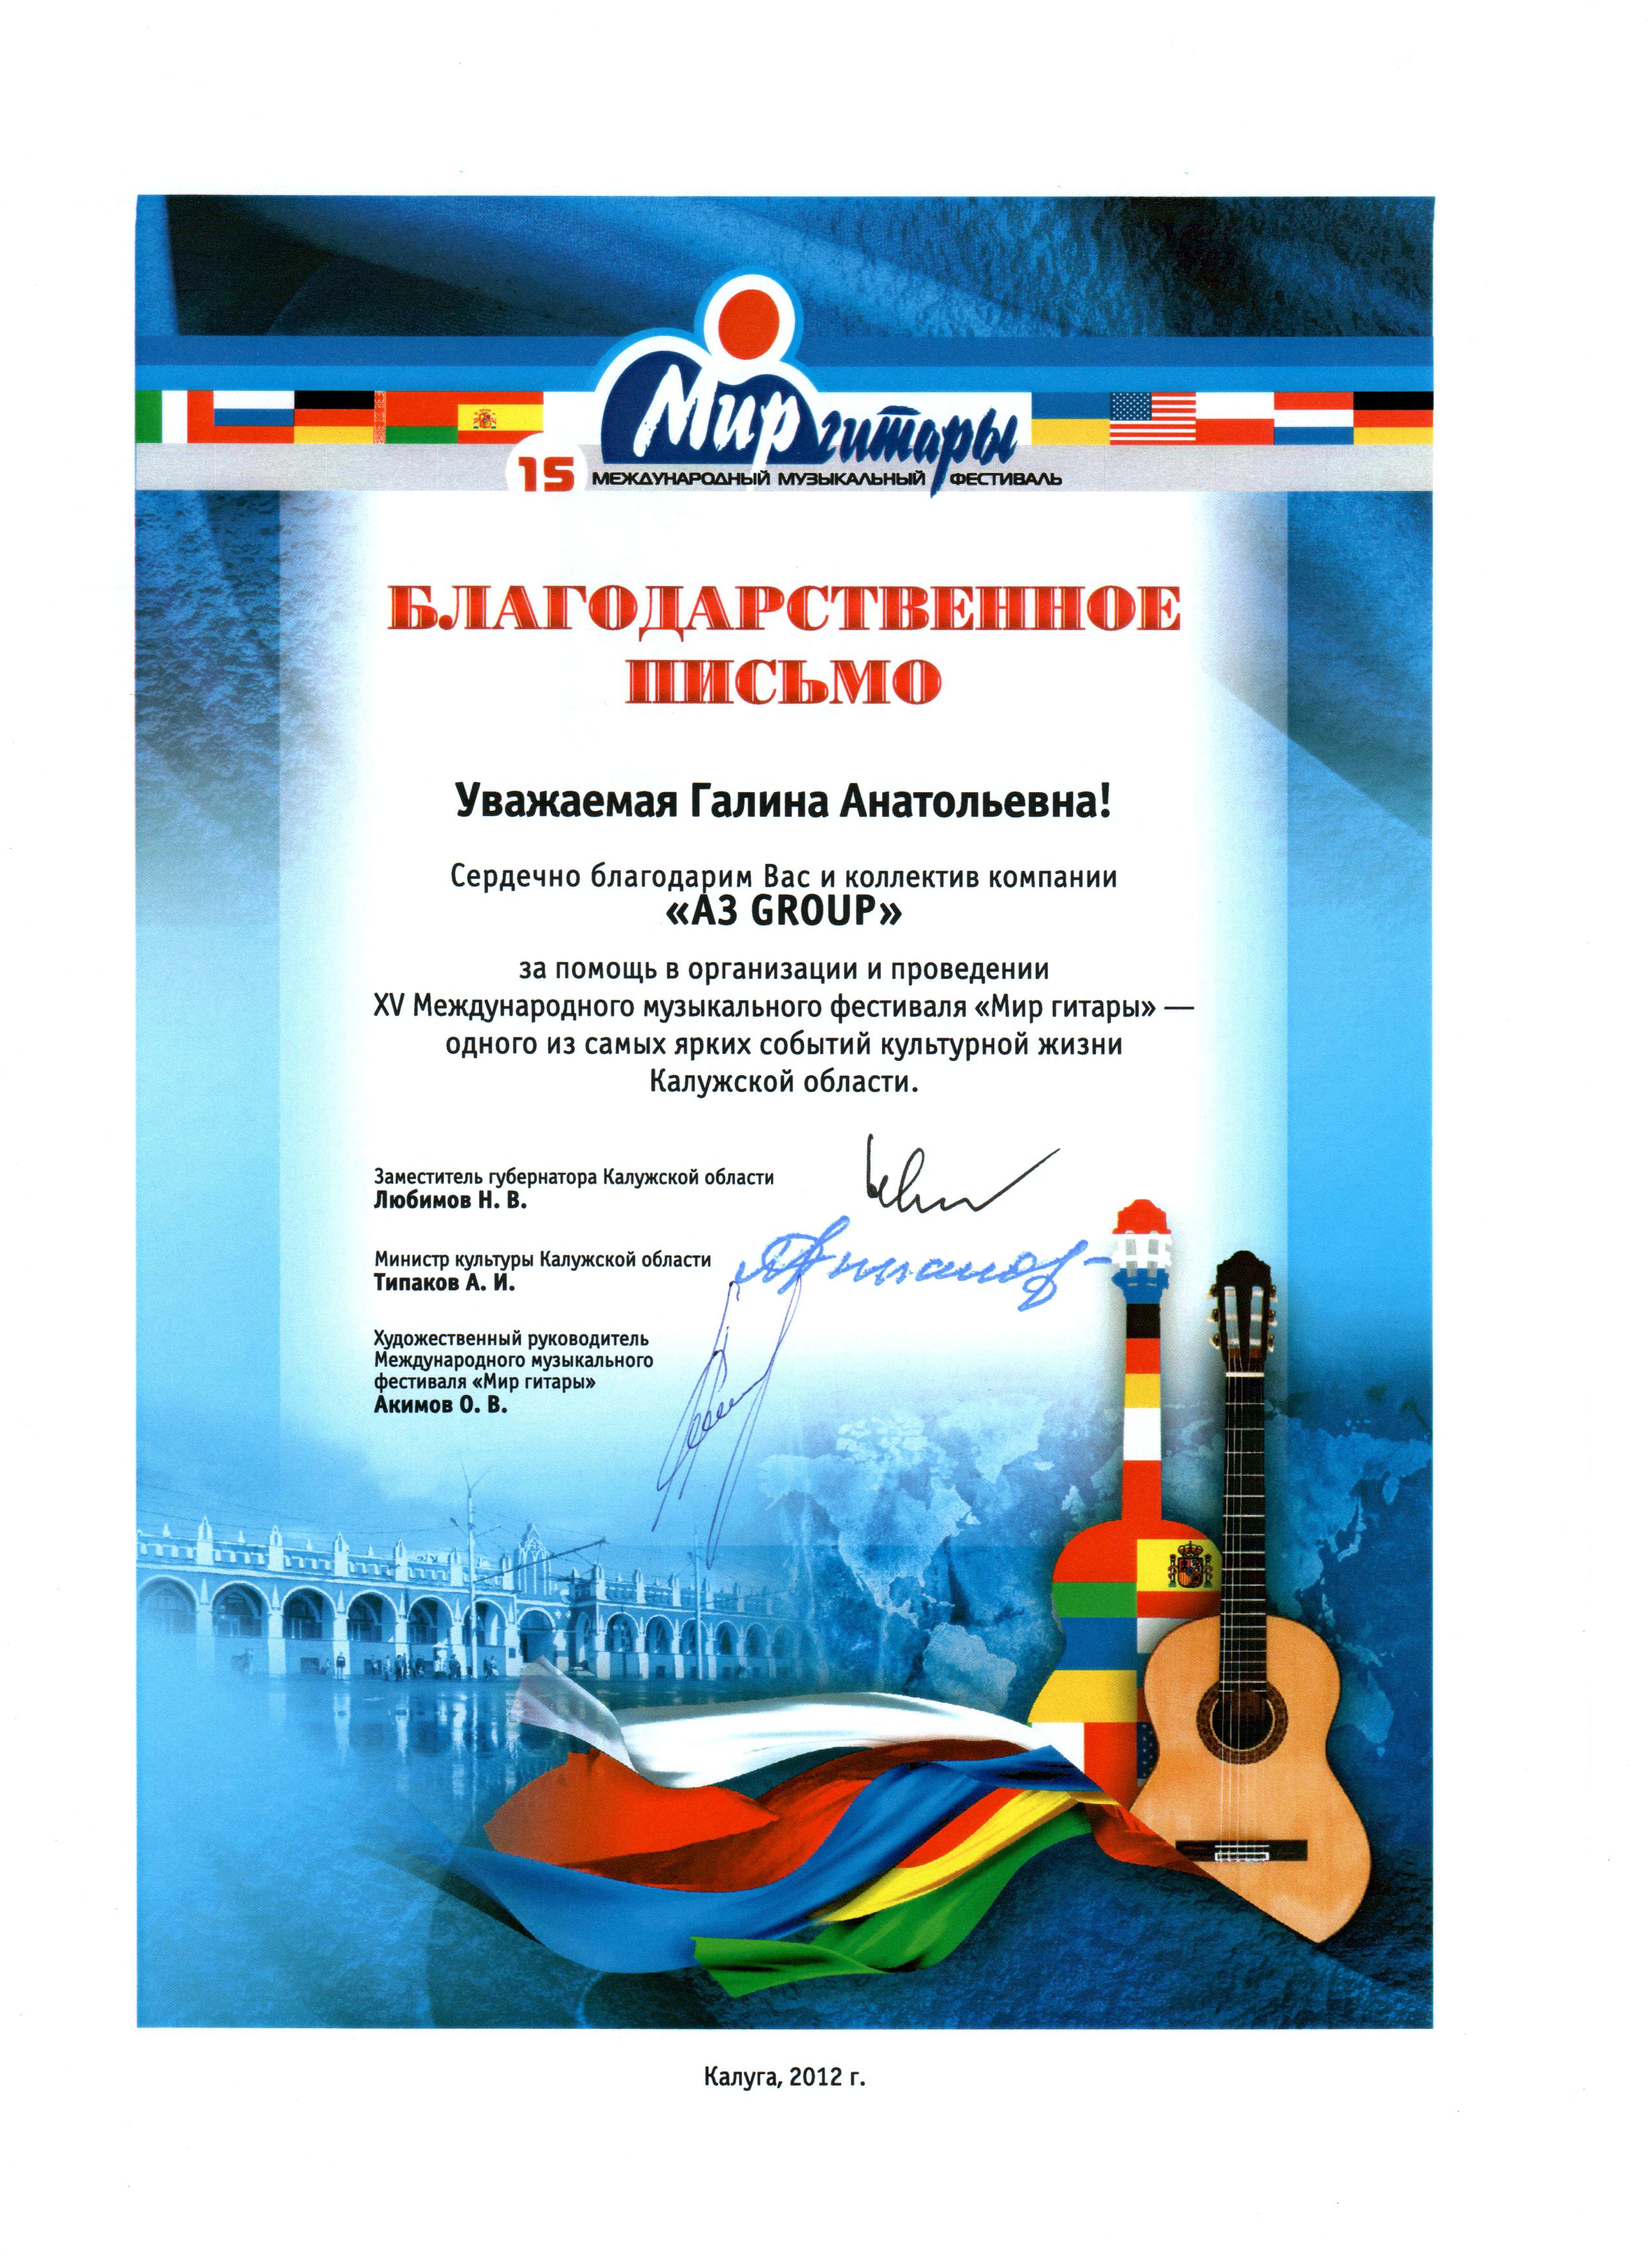 Мир гитары
15 МЕЖДУНАРОДНЫЙ МУЗЫКАЛЬНЫЙ ФЕСТИВАЛЬ
БЛАГОДАРСТВЕННОЕ
ПИСЬМО
Уважаемая Галина Анатольевна!
Сердечно благодарим Вас и коллектив компании
«А3 GROUP»
за помощь в организации и проведении
XV Международного музыкального фестиваля «Мир гитары» —
одного из самых ярких событий культурной жизни
Калужской области.
Заместитель губернатора Калужской области
Любимов Н. В.
Министр культуры Калужской области
Типаков А. И.
Художественный руководитель
Международного музыкального
фестиваля «Мир гитары»
Акимов О. В.
Калуга, 2012 г.